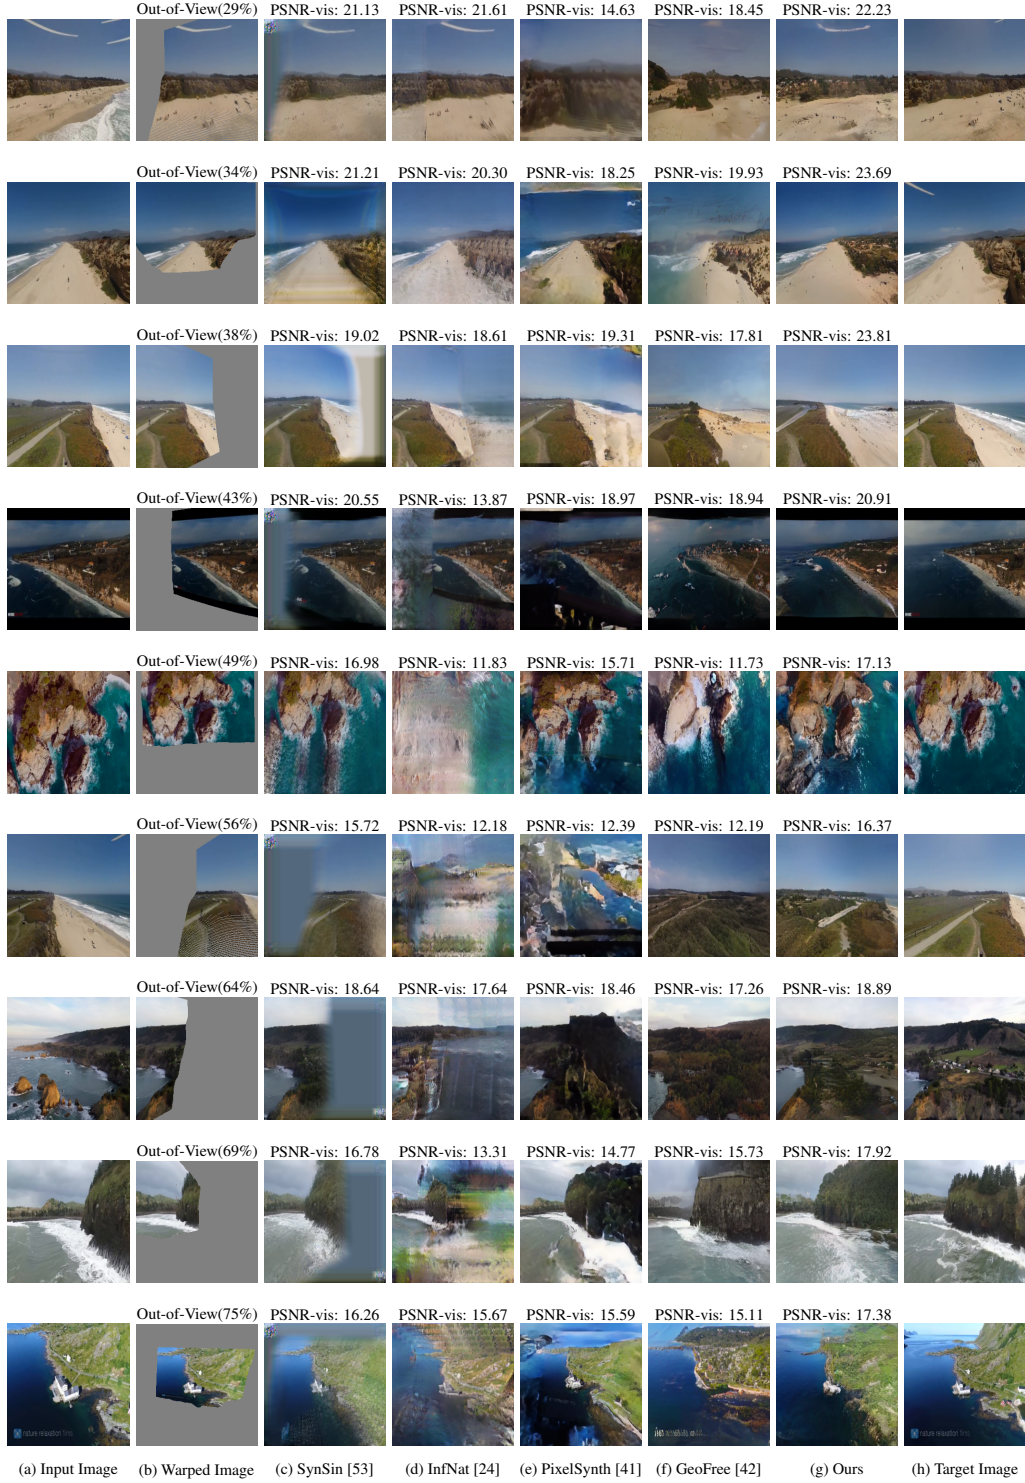 Out-of-View(29%) PSNR-vis: 21.13 PSNR-vis: 21.61 PSNR-vis: 14.63 PSNR-vis: 18.45 PSNR-vis: 22.23
Out-of-View(34%) PSNR-vis: 21.21 PSNR-vis: 20.30 PSNR-vis: 18.25 PSNR-vis: 19.93 PSNR-vis: 23.69
Out-of-View(38%) PSNR-vis: 19.02 PSNR-vis: 18.61 PSNR-vis: 19.31 PSNR-vis: 17.81 PSNR-vis: 23.81
Out-of-View(43%) PSNR-vis: 20.55 PSNR-vis: 13.87 PSNR-vis: 18.97 PSNR-vis: 18.94 PSNR-vis: 20.91
Out-of-View(49%) PSNR-vis: 16.98 PSNR-vis: 11.83 PSNR-vis: 15.71 PSNR-vis: 11.73 PSNR-vis: 17.13
Out-of-View(56%) PSNR-vis: 15.72 PSNR-vis: 12.18 PSNR-vis: 12.39 PSNR-vis: 12.19 PSNR-vis: 16.37
Out-of-View(64%) PSNR-vis: 18.64 PSNR-vis: 17.64 PSNR-vis: 18.46 PSNR-vis: 17.26 PSNR-vis: 18.89
Out-of-View(69%) PSNR-vis: 16.78 PSNR-vis: 13.31 PSNR-vis: 14.77 PSNR-vis: 15.73 PSNR-vis: 17.92
Out-of-View(75%) PSNR-vis: 16.26 PSNR-vis: 15.67 PSNR-vis: 15.59 PSNR-vis: 15.11 PSNR-vis: 17.38
nature relaxation films nature relaxation films
(a) Input Image (b) Warped Image (c) SynSin [53] (d) InfNat [24] (e) PixelSynth [41] (f) GeoFree [42] (g) Ours (h) Target Image